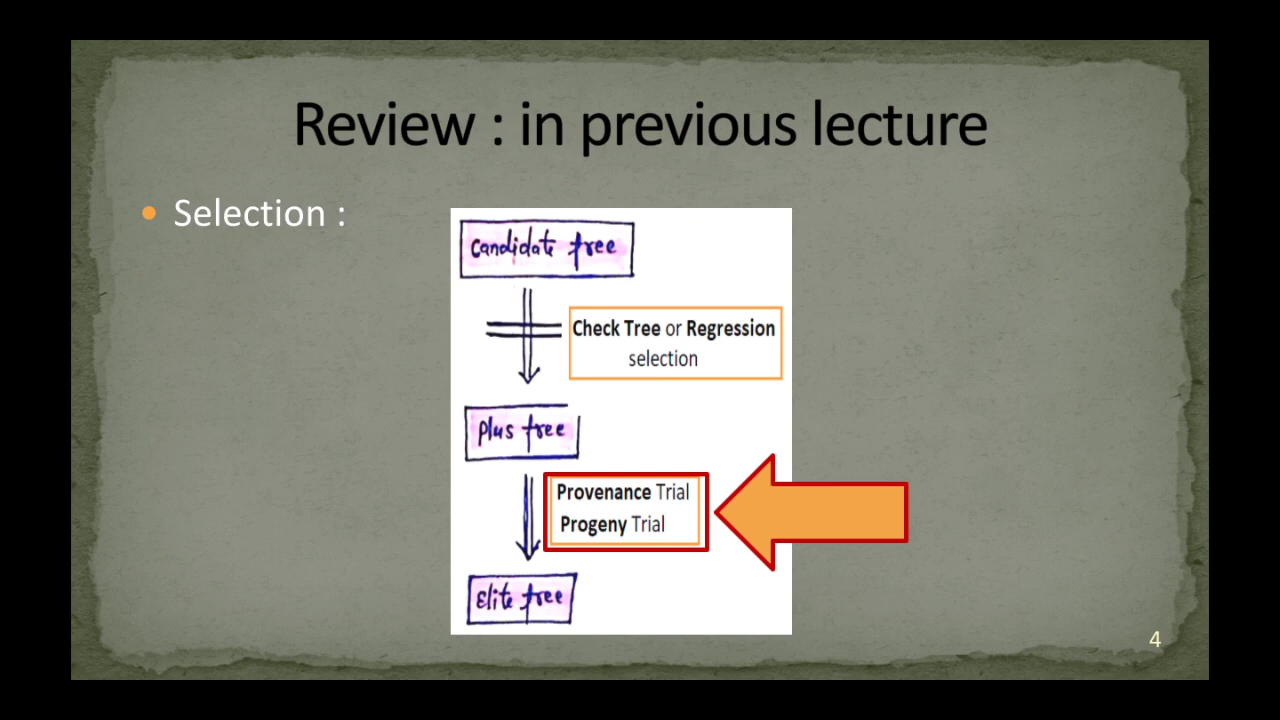 Review : in previous lecture
Selection :
Candidate tree
Check Tree or Regression
selection
Plus tree
Provenance Trial
Progeny Trial
Elite tree
4